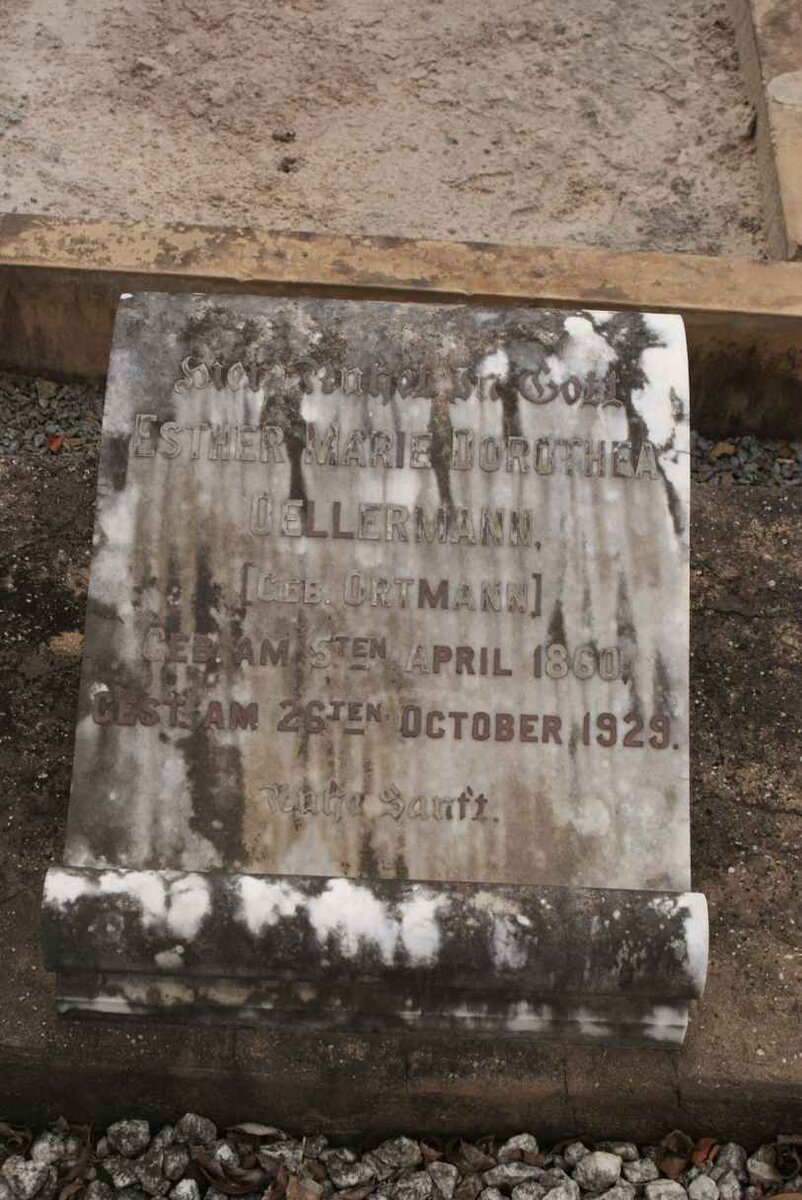 Hier Ruhet in Gott
ESTHER MARIE DOROTHEA
OELLERMANN,
[GEB. ORTMANN]
GEB. AM 5TEN APRIL 1860,
GEST. AM 26TEN OCTOBER 1929.
Ruhe Sanft.